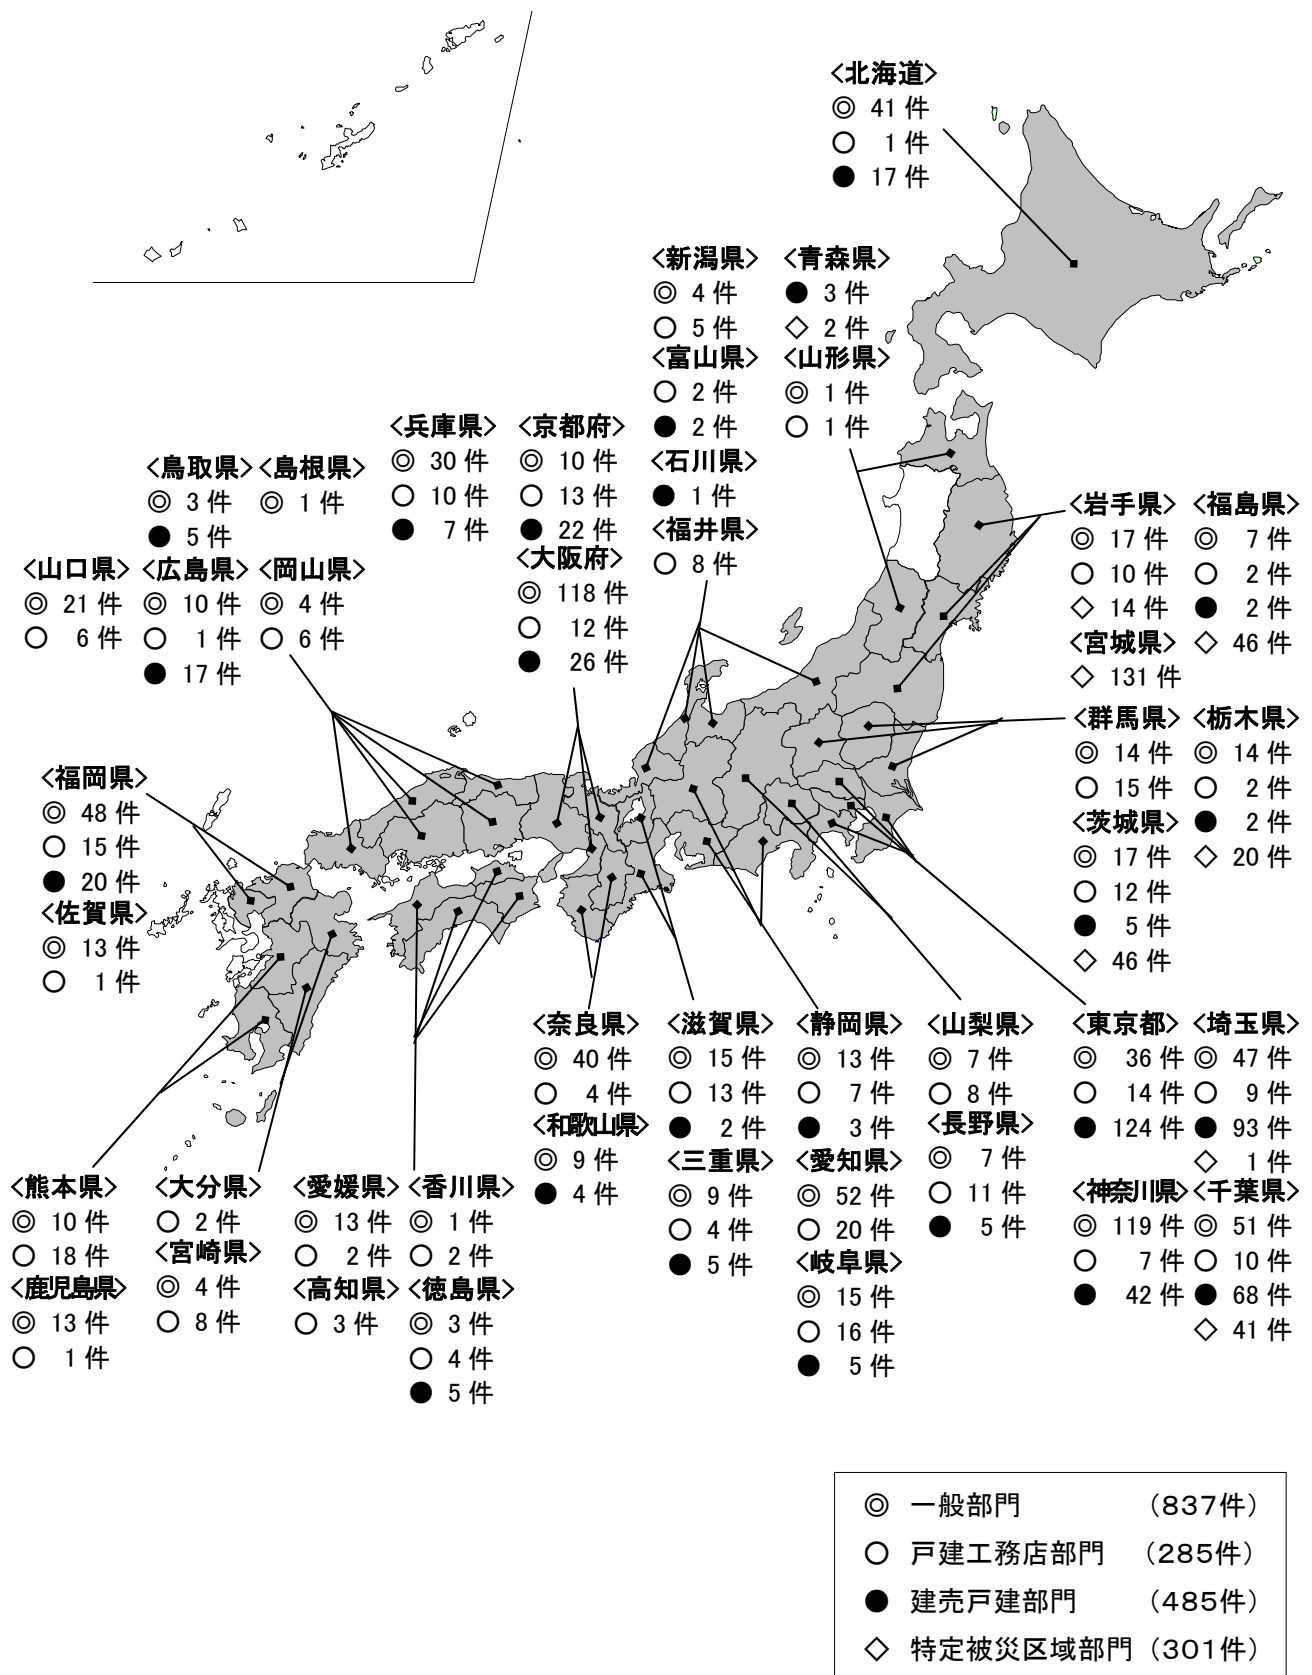 <北海道>
◎ 41 件
○ 1 件
● 17 件
<新潟県>
◎ 4 件
○ 5 件
<富山県>
○ 2 件
● 2 件
<石川県>
● 1 件
<福井県>
○ 8 件
<青森県>
● 3 件
◇ 2 件
<山形県>
◎ 1 件
○ 1 件
<兵庫県>
◎ 30 件
○ 10 件
● 7 件
<京都府>
◎ 10 件
○ 13 件
● 22 件
<大阪府>
◎ 118 件
○ 12 件
● 26 件
<鳥取県>
◎ 3 件
● 5 件
<島根県>
◎ 1 件
<山口県>
◎ 21 件
○ 6 件
<広島県>
◎ 10 件
○ 1 件
● 17 件
<岡山県>
◎ 4 件
○ 6 件
<岩手県>
◎ 17 件
○ 10 件
◇ 14 件
<宮城県>
◇ 131 件
<福島県>
◎ 7 件
○ 2 件
● 2 件
◇ 46 件
<群馬県>
◎ 14 件
○ 15 件
<茨城県>
◎ 17 件
○ 12 件
● 5 件
◇ 46 件
<栃木県>
◎ 14 件
○ 2 件
● 2 件
◇ 20 件
<福岡県>
◎ 48 件
○ 15 件
● 20 件
<佐賀県>
◎ 13 件
○ 1 件
<奈良県>
◎ 40 件
○ 4 件
<和歌山県>
◎ 9 件
● 4 件
<滋賀県>
◎ 15 件
○ 13 件
● 2 件
<三重県>
◎ 9 件
○ 4 件
● 5 件
<静岡県>
◎ 13 件
○ 7 件
● 3 件
<愛知県>
◎ 52 件
○ 20 件
<岐阜県>
◎ 15 件
○ 16 件
● 5 件
<山梨県>
◎ 7 件
○ 8 件
<長野県>
◎ 7 件
○ 11 件
● 5 件
<東京都>
◎ 36 件
○ 14 件
● 124 件
<神奈川県>
◎ 119 件
○ 7 件
● 42 件
<埼玉県>
◎ 47 件
○ 9 件
● 93 件
◇ 1 件
<千葉県>
◎ 51 件
○ 10 件
● 68 件
◇ 41 件
<熊本県>
◎ 10 件
○ 18 件
<鹿児島県>
◎ 13 件
○ 1 件
<大分県>
○ 2 件
<宮崎県>
◎ 4 件
○ 8 件
<愛媛県>
◎ 13 件
○ 2 件
<高知県>
○ 3 件
<香川県>
◎ 1 件
○ 2 件
<徳島県>
◎ 3 件
○ 4 件
● 5 件
◎ 一般部門 （837件）
○ 戸建工務店部門 （285件）
● 建売戸建部門 （485件）
◇ 特定被災区域部門 （301件）